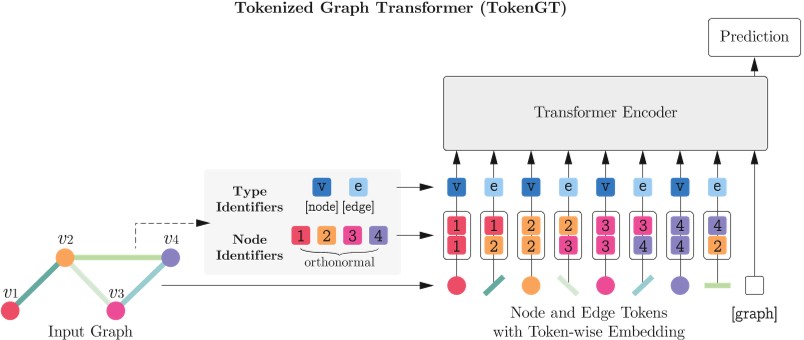 Tokenized Graph Transformer (TokenGT)
Prediction
Transformer Encoder
Type
Identifiers
v e
[node] [edge]
v e v e v e v e
Node
Identifiers
1 2 3 4
orthonormal
1 1 2 2 3 3 4 4
1 2 2 3 3 4 4 2
v2 v4
v1 v3
Input Graph
Node and Edge Tokens
with Token-wise Embedding
[graph]